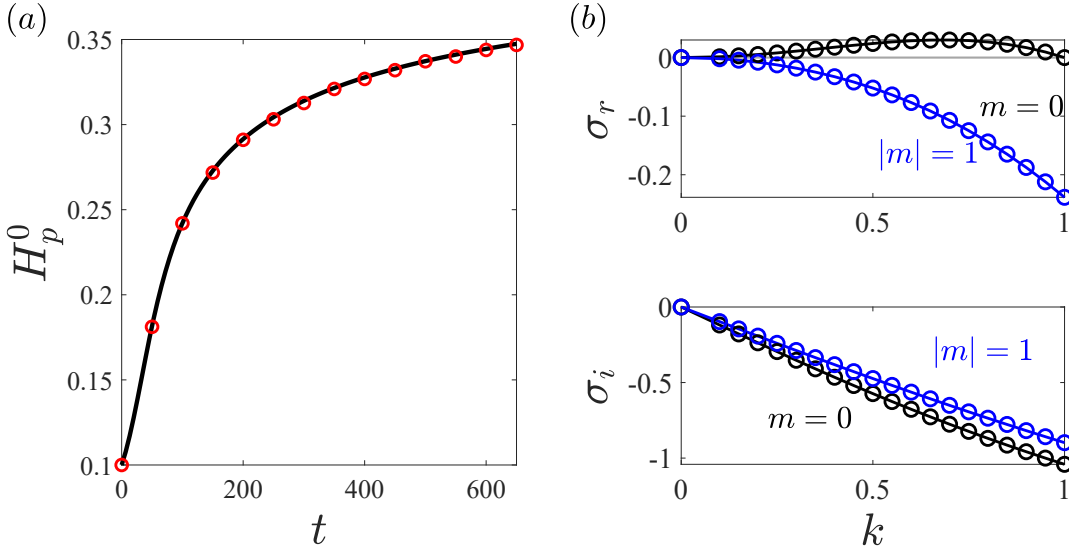 (a)
0.35
0.3
0.25
0.2
0.15
0.1
H_p^0
0 200 400 600
t
(b)
0
-0.1
-0.2
σ_r
m = 0
|m| = 1
0 0.5 1
0
-0.5
-1
σ_i
|m| = 1
m = 0
0 0.5 1
k